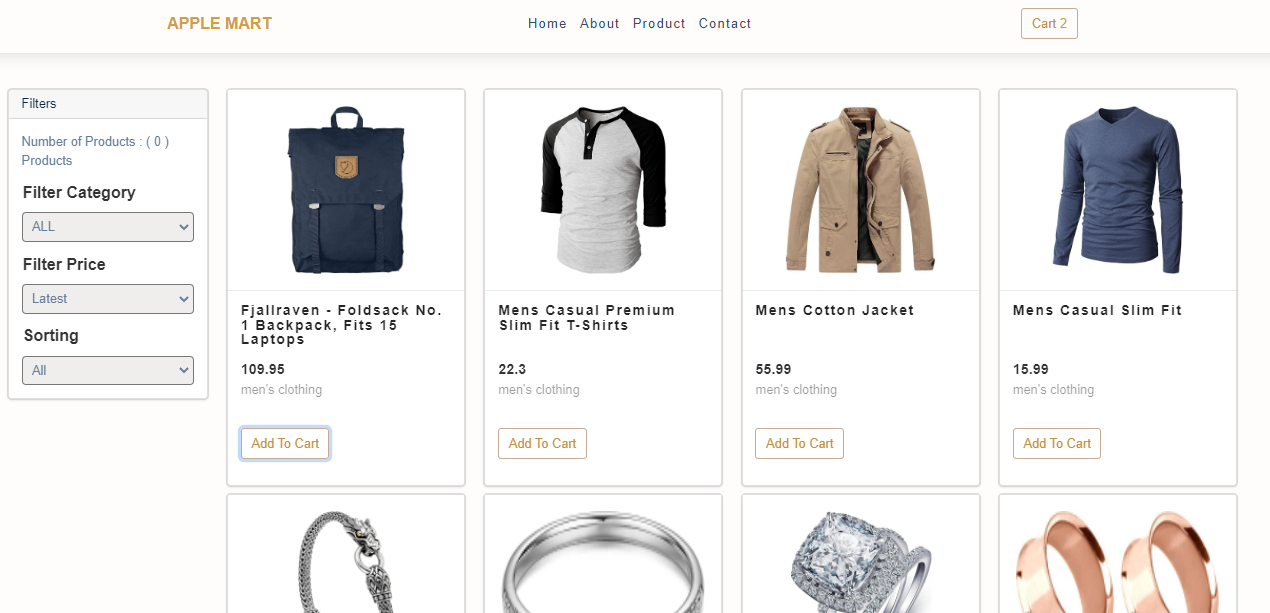 APPLE MART
Home About Product Contact
Cart 2
Filters
Number of Products : ( 0 )
Products
Filter Category
ALL
Filter Price
Latest
Sorting
All
Fjallraven - Foldsack No.
1 Backpack, Fits 15
Laptops
109.95
men's clothing
Add To Cart
Mens Casual Premium
Slim Fit T-Shirts
22.3
men's clothing
Add To Cart
Mens Cotton Jacket
55.99
men's clothing
Add To Cart
Mens Casual Slim Fit
15.99
men's clothing
Add To Cart